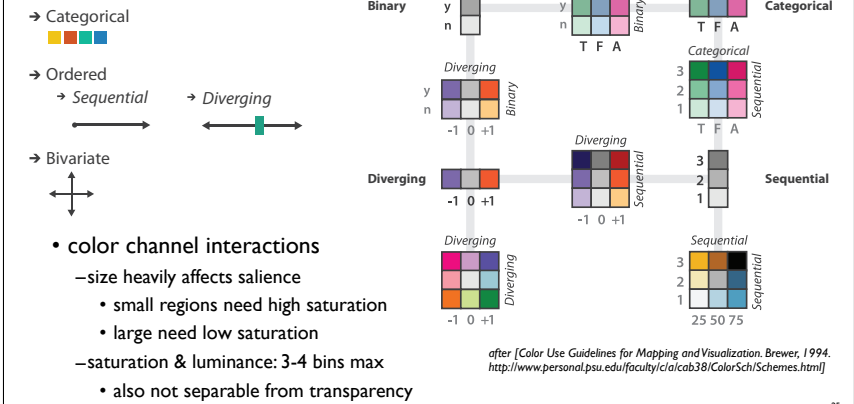 → Categorical
→ Ordered
→ Sequential
→ Diverging
→ Bivariate
• color channel interactions
–size heavily affects salience
• small regions need high saturation
• large need low saturation
–saturation & luminance: 3-4 bins max
• also not separable from transparency
Binary
y
n
Binary
y
n
T F A
Categorical
T F A
Diverging
y
n
Binary
-1 0 +1
Categorical
3
2
1
Sequential
T F A
Diverging
-1 0 +1
Diverging
Sequential
-1 0 +1
3
2
1
Sequential
Diverging
Diverging
-1 0 +1
Sequential
3
2
1
Sequential
25 50 75
after [Color Use Guidelines for Mapping and Visualization. Brewer, 1994.
http://www.personal.psu.edu/faculty/c/a/cab38/ColorSch/Schemes.html]